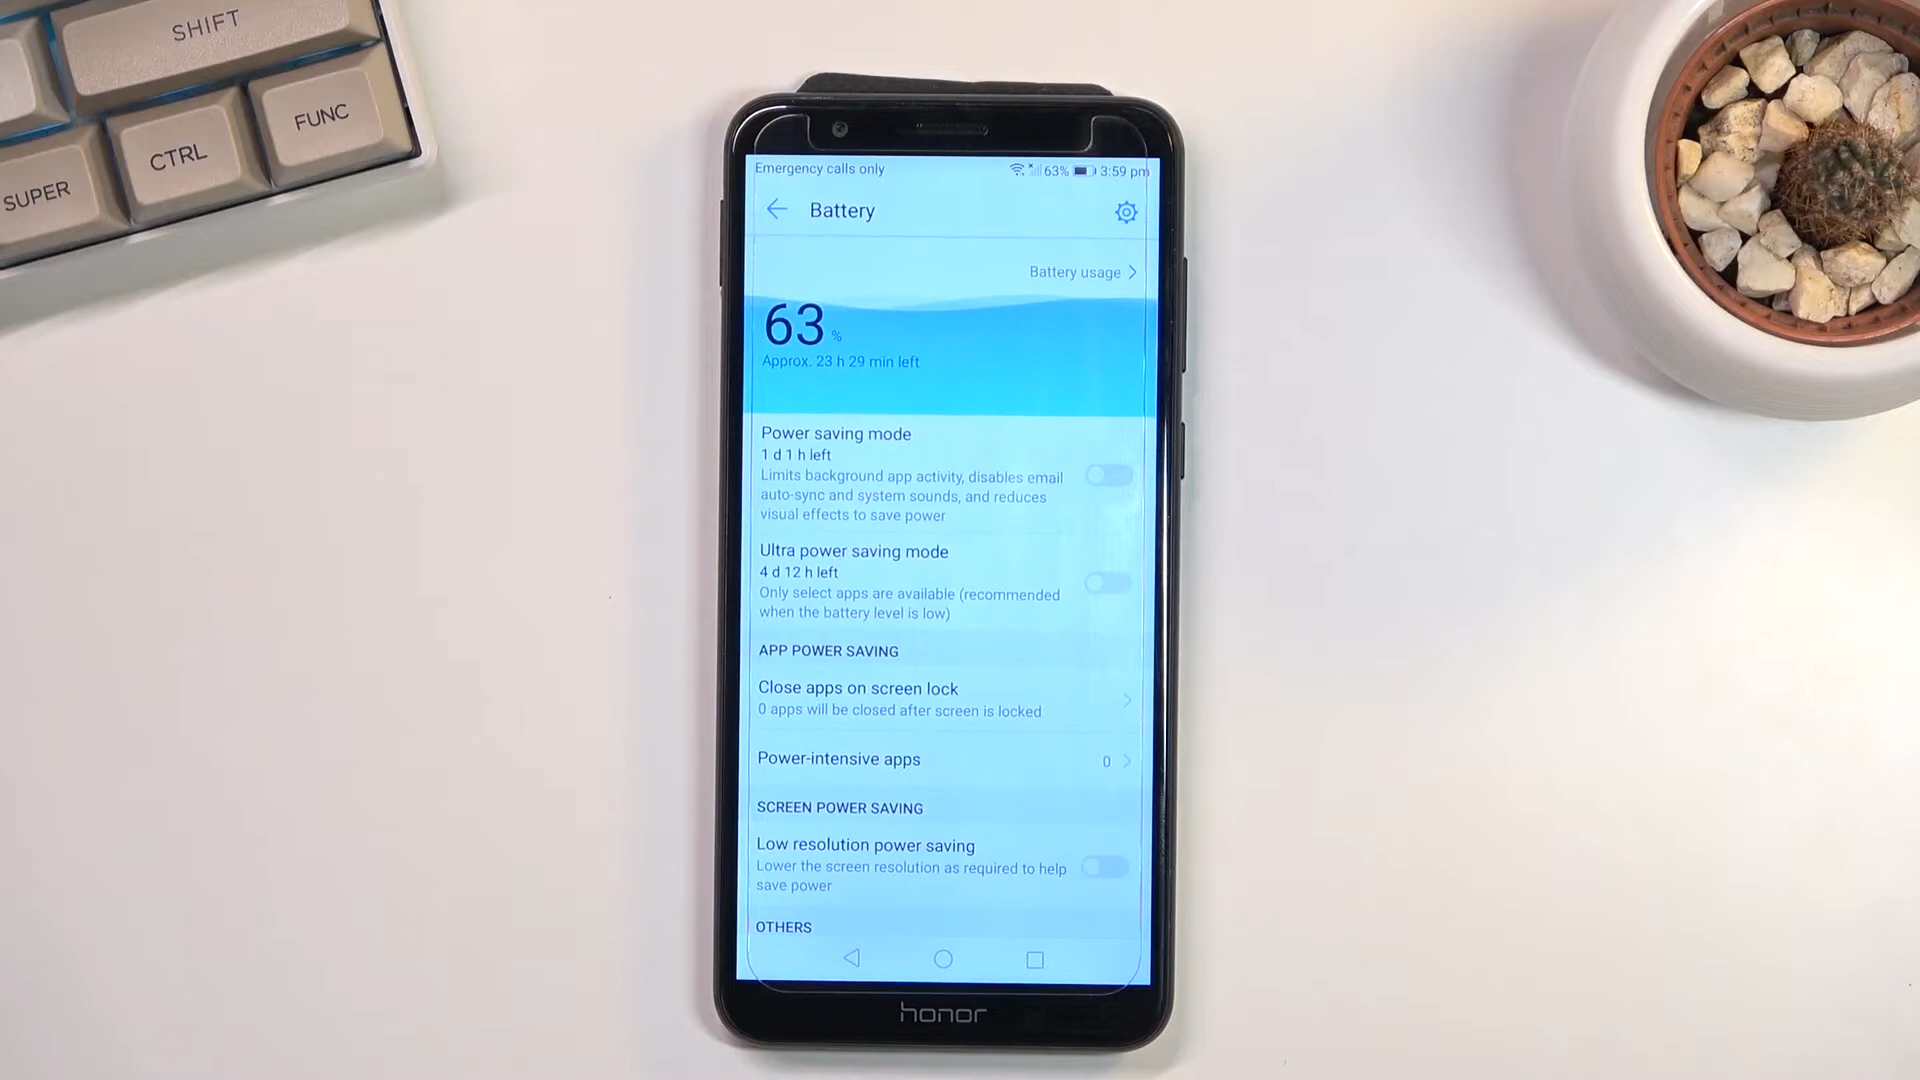 SHIFT
FUNC
CTRL
SUPER
Emergency calls only
63%
3:59 pm
Battery
Battery usage
63 %
Approx. 23 h 29 min left
Power saving mode
1 d 1 h left
Limits background app activity, disables email
auto-sync and system sounds, and reduces
visual effects to save power
Ultra power saving mode
4 d 12 h left
Only select apps are available (recommended
when the battery level is low)
APP POWER SAVING
Close apps on screen lock
0 apps will be closed after screen is locked
Power-intensive apps
0
SCREEN POWER SAVING
Low resolution power saving
Lower the screen resolution as required to help
save power
OTHERS
honor